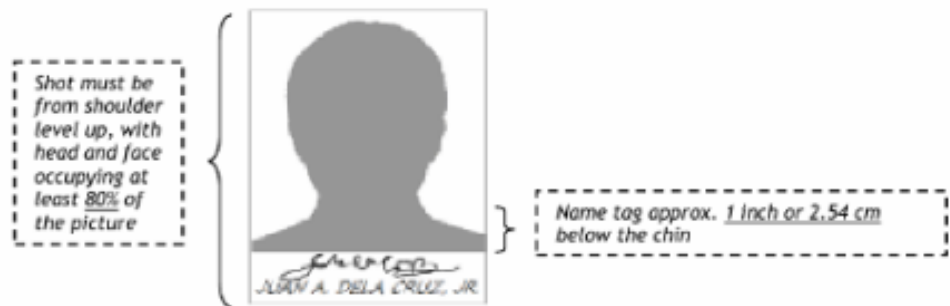 Shot must be
from shoulder
level up, with
head and face
occupying at
least 80% of
the picture
Name tag approx. 1 inch or 2.54 cm
below the chin
JUAN A. DELA CRUZ, JR.